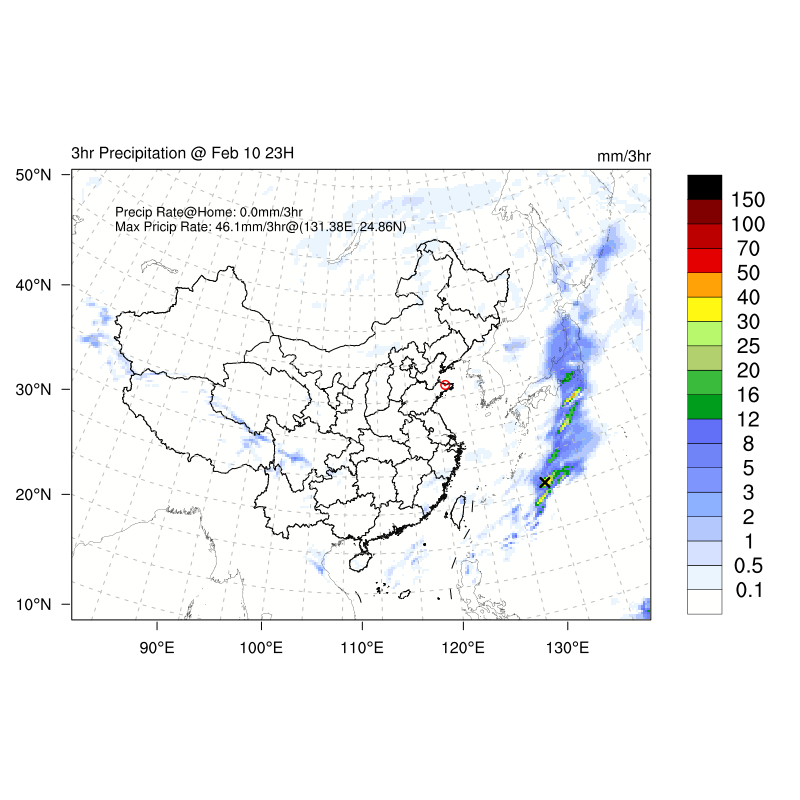 3hr Precipitation @ Feb 10 23H
mm/3hr
Precip Rate@Home: 0.0mm/3hr
Max Pricip Rate: 46.1mm/3hr@(131.38E, 24.86N)
50°N
40°N
30°N
20°N
10°N
90°E
100°E
110°E
120°E
130°E
150
100
70
50
40
30
25
20
16
12
8
5
3
2
1
0.5
0.1